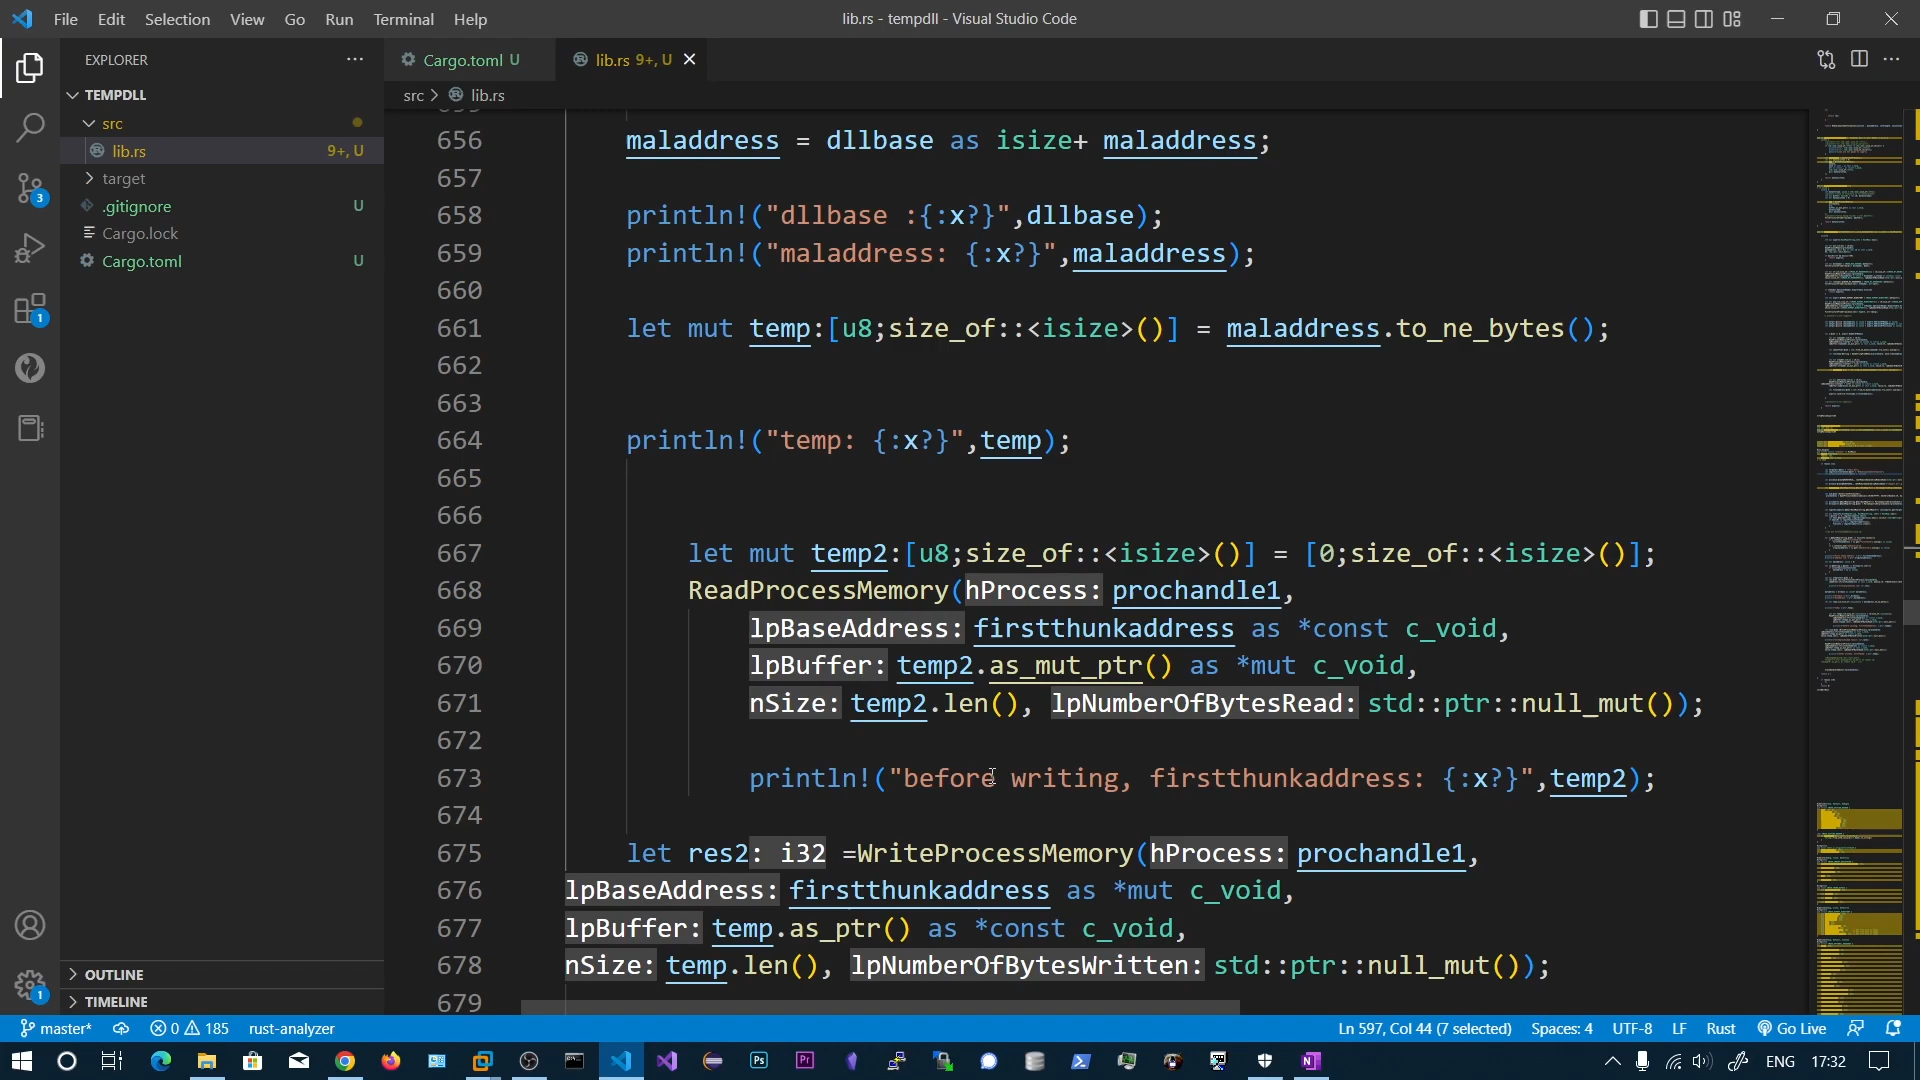 File Edit Selection View Go Run Terminal Help
lib.rs - tempdll - Visual Studio Code
EXPLORER
TEMPDLL
src
lib.rs 9+, U
target
.gitignore U
Cargo.lock
Cargo.toml U
OUTLINE
TIMELINE
3
1
1
Cargo.toml U
lib.rs 9+, U
src > lib.rs
656 maladdress = dllbase as isize+ maladdress;
657
658 println!("dllbase :{:x?}",dllbase);
659 println!("maladdress: {:x?}",maladdress);
660
661 let mut temp:[u8;size_of::<isize>()] = maladdress.to_ne_bytes();
662
663
664 println!("temp: {:x?}",temp);
665
666
667 let mut temp2:[u8;size_of::<isize>()] = [0;size_of::<isize>()];
668 ReadProcessMemory(hProcess: prochandle1,
669 lpBaseAddress: firstthunkaddress as *const c_void,
670 lpBuffer: temp2.as_mut_ptr() as *mut c_void,
671 nSize: temp2.len(), lpNumberOfBytesRead: std::ptr::null_mut());
672
673 println!("before writing, firstthunkaddress: {:x?}",temp2);
674
675 let res2: i32 =WriteProcessMemory(hProcess: prochandle1,
676 lpBaseAddress: firstthunkaddress as *mut c_void,
677 lpBuffer: temp.as_ptr() as *const c_void,
678 nSize: temp.len(), lpNumberOfBytesWritten: std::ptr::null_mut());
679
master* 0 185 rust-analyzer
Ln 597, Col 44 (7 selected) Spaces: 4 UTF-8 LF Rust Go Live
Ps Pr
ENG 17:32